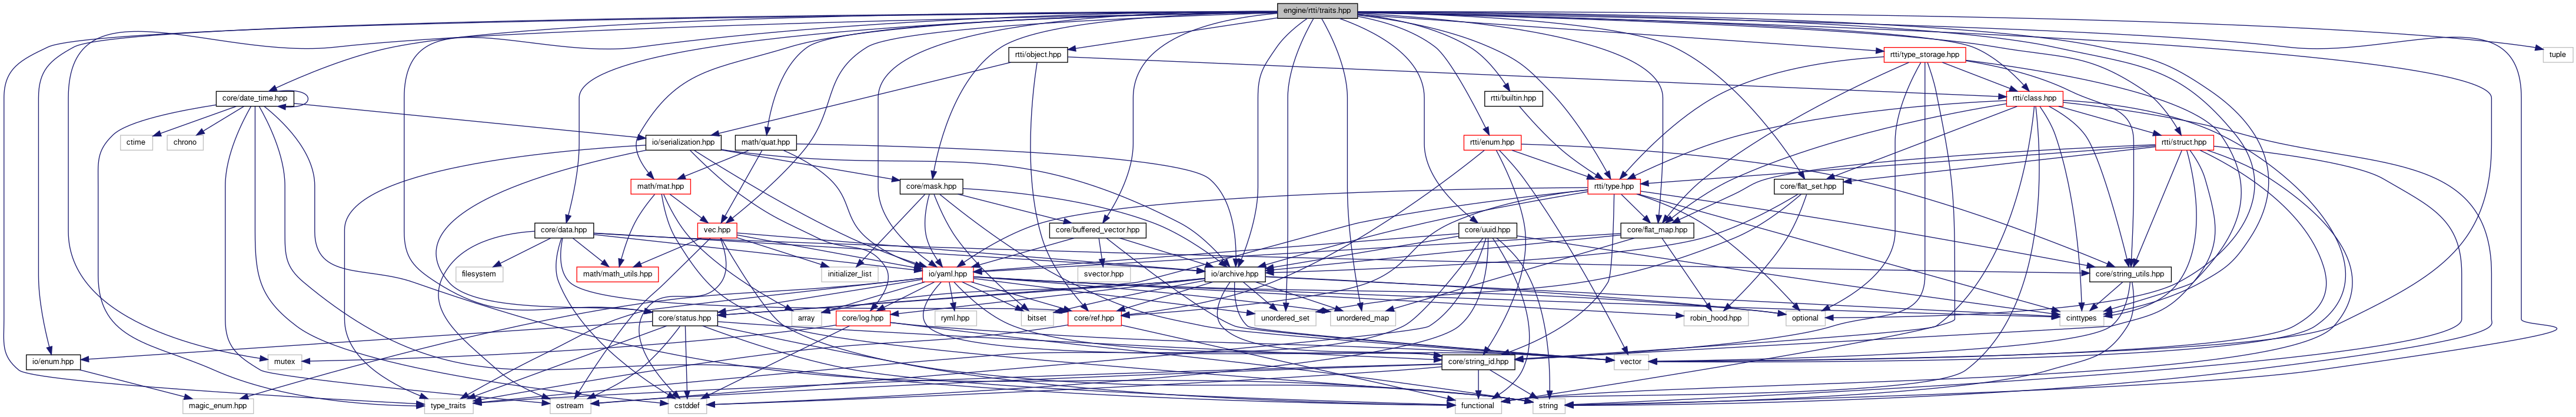 engine/rtti/traits.hpp
rtti/object.hpp
rtti/type_storage.hpp
tuple
core/date_time.hpp
rtti/builtin.hpp
rtti/class.hpp
ctime
chrono
io/serialization.hpp
math/quat.hpp
rtti/enum.hpp
rtti/struct.hpp
math/mat.hpp
core/mask.hpp
rtti/type.hpp
core/flat_set.hpp
core/data.hpp
vec.hpp
core/buffered_vector.hpp
core/flat_map.hpp
core/uuid.hpp
filesystem
math/math_utils.hpp
initializer_list
io/yaml.hpp
svector.hpp
io/archive.hpp
core/string_utils.hpp
core/status.hpp
array
core/log.hpp
ryml.hpp
bitset
core/ref.hpp
unordered_set
unordered_map
robin_hood.hpp
optional
cinttypes
io/enum.hpp
mutex
core/string_id.hpp
vector
magic_enum.hpp
type_traits
ostream
cstddef
functional
string